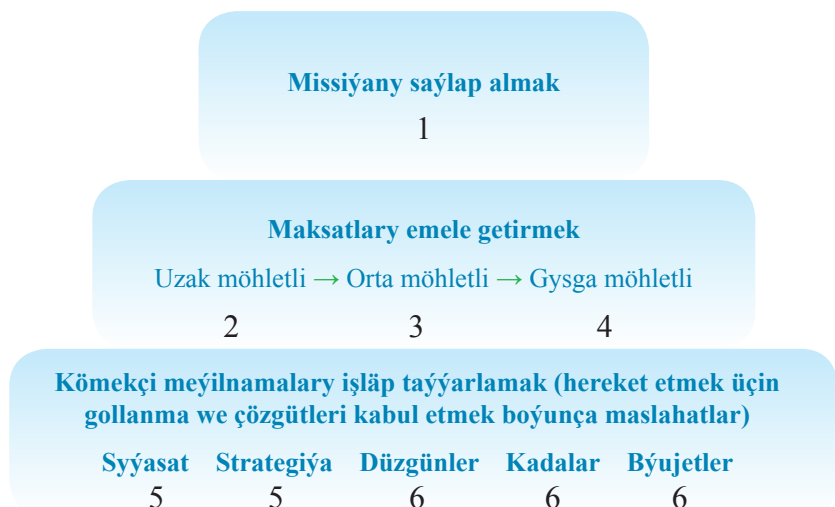 Missiýany saýlap almak
1
Maksatlary emele getirmek
Uzak möhletli → Orta möhletli → Gysga möhletli
2 3 4
Kömekçi meýilnamalary işläp taýýarlamak (hereket etmek üçin
gollanma we çözgütleri kabul etmek boýunça maslahatlar)
Syýasat Strategiýa Düzgünler Kadalar Býujetler
5 5 6 6 6